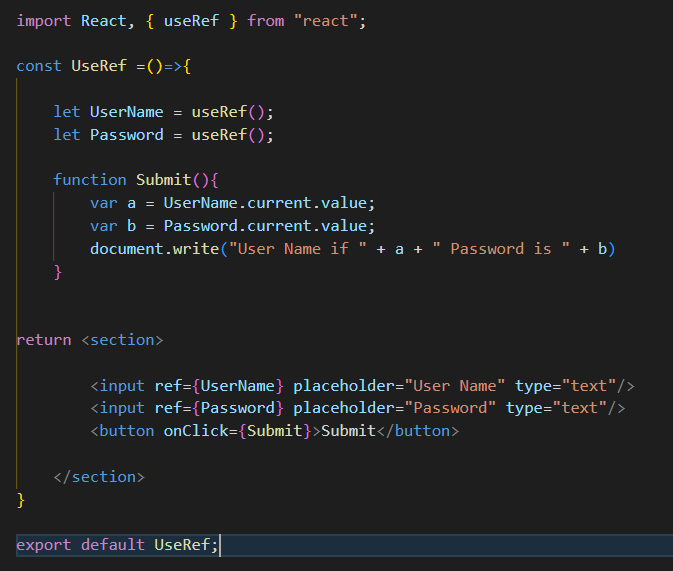 import React, { useRef } from "react";
const UseRef =()=>{
let UserName = useRef();
let Password = useRef();
function Submit(){
var a = UserName.current.value;
var b = Password.current.value;
document.write("User Name if " + a + " Password is " + b)
}
return <section>
<input ref={UserName} placeholder="User Name" type="text"/>
<input ref={Password} placeholder="Password" type="text"/>
<button onClick={Submit}>Submit</button>
</section>
}
export default UseRef;